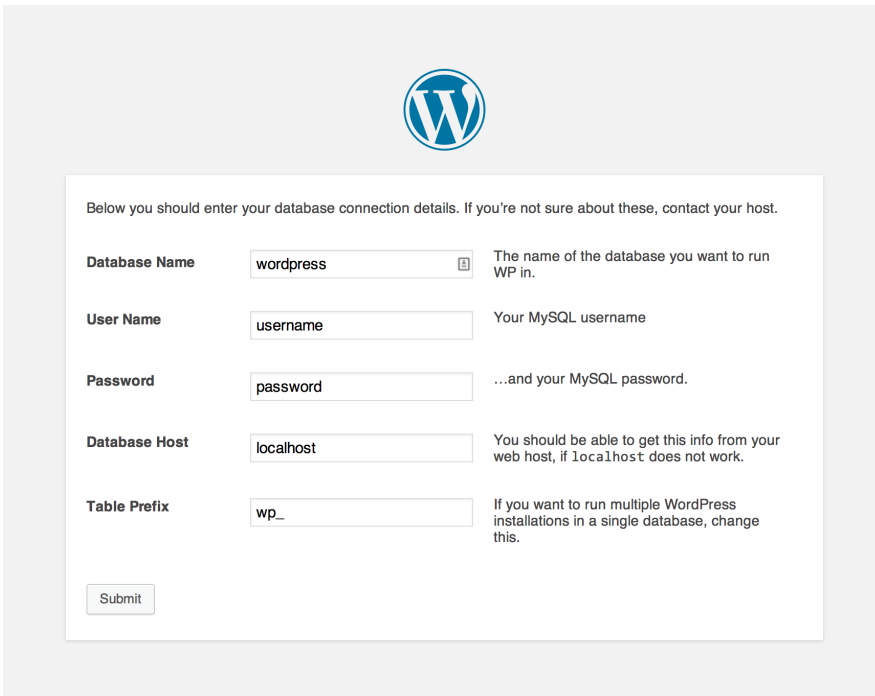 Below you should enter your database connection details. If you're not sure about these, contact your host.
Database Name
wordpress
The name of the database you want to run
WP in.
User Name
username
Your MySQL username
Password
password
…and your MySQL password.
Database Host
localhost
You should be able to get this info from your
web host, if localhost does not work.
Table Prefix
wp_
If you want to run multiple WordPress
installations in a single database, change
this.
Submit